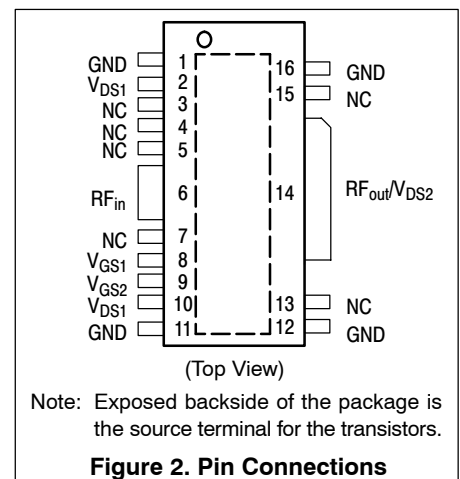 GND 1 16 GND
VDS1 2 15 NC
NC 3
NC 4
NC 5
RFin 6 14 RFout/VDS2
NC 7
VGS1 8
VGS2 9
VDS1 10 13 NC
GND 11 12 GND
(Top View)
Note: Exposed backside of the package is
the source terminal for the transistors.
Figure 2. Pin Connections